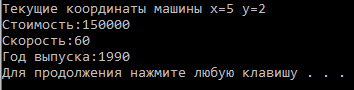 Текущие координаты машины x=5 y=2
Стоимость:150000
Скорость:60
Год выпуска:1990
Для продолжения нажмите любую клавишу . . .